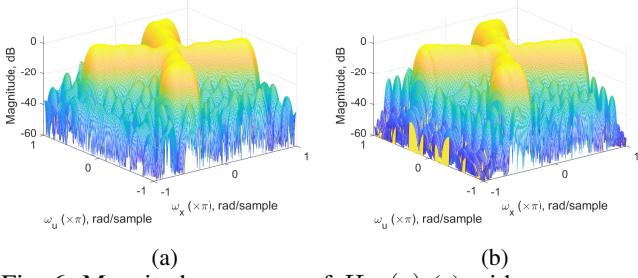 0
-20
-40
-60
Magnitude, dB
1
0
-1
ω_u (×π), rad/sample
-1
0
1
ω_x (×π), rad/sample
(a)
0
-20
-40
-60
Magnitude, dB
1
0
-1
ω_u (×π), rad/sample
-1
0
1
ω_x (×π), rad/sample
(b)